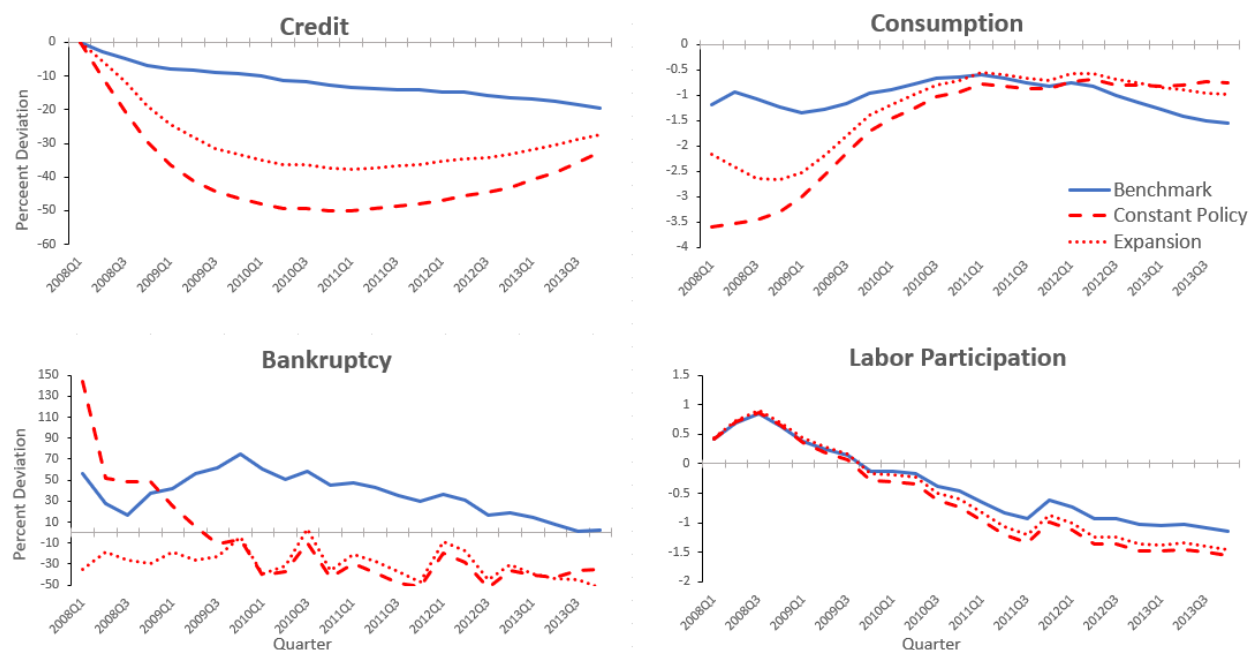 Credit
Perceent Deviation
0
-10
-20
-30
-40
-50
-60
2008Q1
2008Q3
2009Q1
2009Q3
2010Q1
2010Q3
2011Q1
2011Q3
2012Q1
2012Q3
2013Q1
2013Q3
Consumption
0
-0.5
-1
-1.5
-2
-2.5
-3
-3.5
-4
Benchmark
Constant Policy
Expansion
2008Q1
2008Q3
2009Q1
2009Q3
2010Q1
2010Q3
2011Q1
2011Q3
2012Q1
2012Q3
2013Q1
2013Q3
Bankruptcy
Percent Deviation
150
130
110
90
70
50
30
10
-10
-30
-50
2008Q1
2008Q3
2009Q1
2009Q3
2010Q1
2010Q3
2011Q1
2011Q3
2012Q1
2012Q3
2013Q1
2013Q3
Quarter
Labor Participation
1.5
1
0.5
0
-0.5
-1
-1.5
-2
2008Q1
2008Q3
2009Q1
2009Q3
2010Q1
2010Q3
2011Q1
2011Q3
2012Q1
2012Q3
2013Q1
2013Q3
Quarter